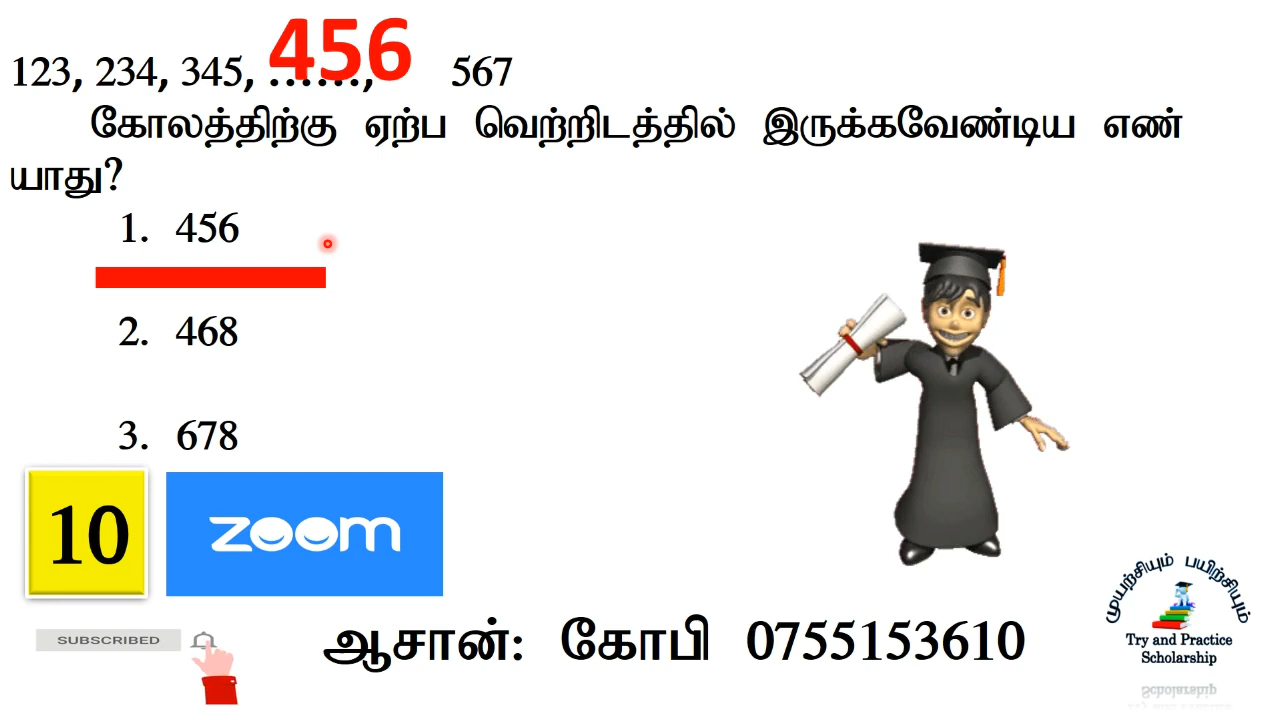 123, 234, 345, ......, 456 567
கோலத்திற்கு ஏற்ப வெற்றிடத்தில் இருக்கவேண்டிய எண்
யாது?
1. 456
2. 468
3. 678
10
zoom
SUBSCRIBED
ஆசான்: கோபி 0755153610
முயற்சியும் பயிற்சியும்
Try and Practice
Scholarship